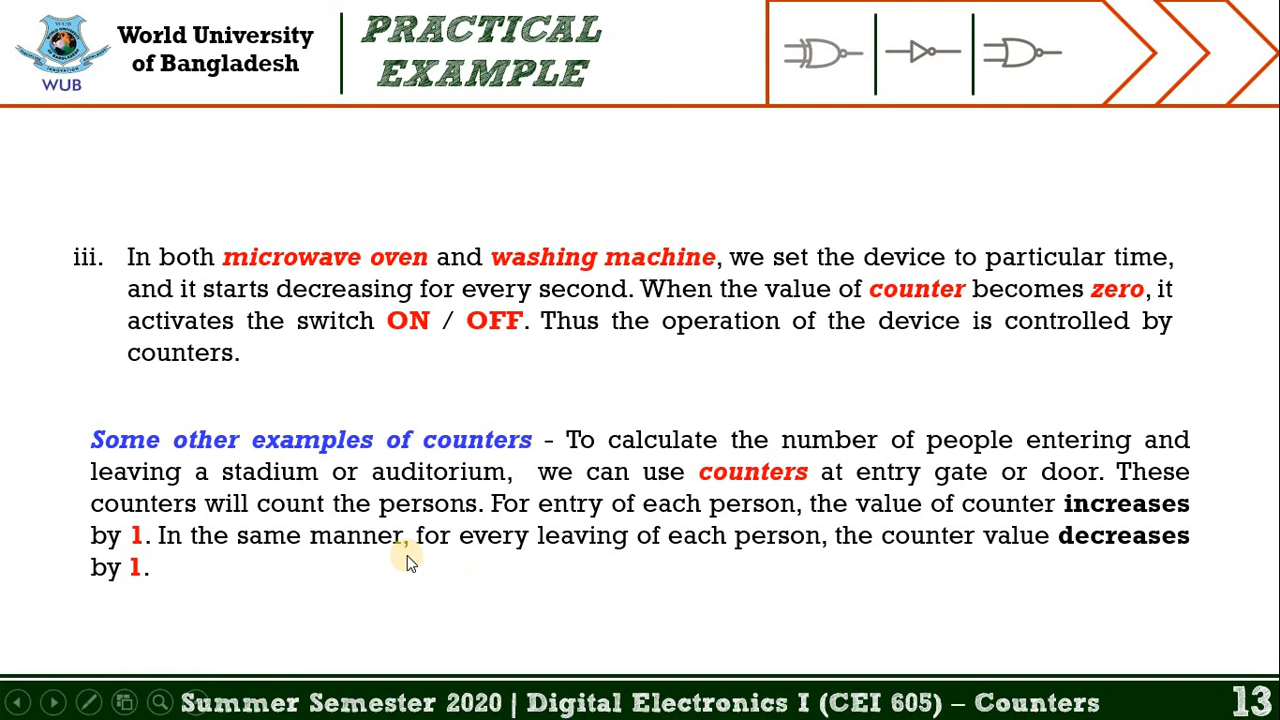 World University
of Bangladesh
WUB
PRACTICAL
EXAMPLE
iii. In both microwave oven and washing machine, we set the device to particular time,
and it starts decreasing for every second. When the value of counter becomes zero, it
activates the switch ON / OFF. Thus the operation of the device is controlled by
counters.
Some other examples of counters - To calculate the number of people entering and
leaving a stadium or auditorium, we can use counters at entry gate or door. These
counters will count the persons. For entry of each person, the value of counter increases
by 1. In the same manner, for every leaving of each person, the counter value decreases
by 1.
Summer Semester 2020 | Digital Electronics I (CEI 605) – Counters
13